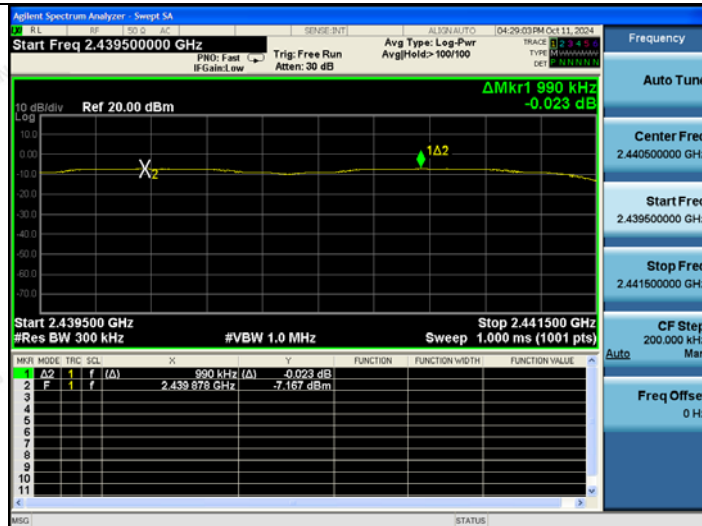 Agilent Spectrum Analyzer - Swept SA
RL RF 50 Ω AC SENSE:INT ALIGN AUTO 04:29:03 PM Oct 11, 2024
Start Freq 2.439500000 GHz
PNO: Fast
IFGain:Low
Trig: Free Run
Atten: 30 dB
Avg Type: Log-Pwr
Avg|Hold:> 100/100
TRACE 1 2 3 4 5 6
TYPE M
DET P N N N N N
ΔMkr1 990 kHz
-0.023 dB
10 dB/div Ref 20.00 dBm
Log
10.0
0.00
-10.0
-20.0
-30.0
-40.0
-50.0
-60.0
-70.0
X2
1Δ2
Start 2.439500 GHz Stop 2.441500 GHz
#Res BW 300 kHz #VBW 1.0 MHz Sweep 1.000 ms (1001 pts)
MKR MODE TRC SCL X Y FUNCTION FUNCTION WIDTH FUNCTION VALUE
1 Δ2 1 f (Δ) 990 kHz (Δ) -0.023 dB
2 F 1 f 2.439 878 GHz -7.167 dBm
3
4
5
6
7
8
9
10
11
MSG STATUS
Frequency
Auto Tune
Center Freq
2.440500000 GHz
Start Freq
2.439500000 GHz
Stop Freq
2.441500000 GHz
CF Step
200.000 kHz
Auto Man
Freq Offset
0 Hz